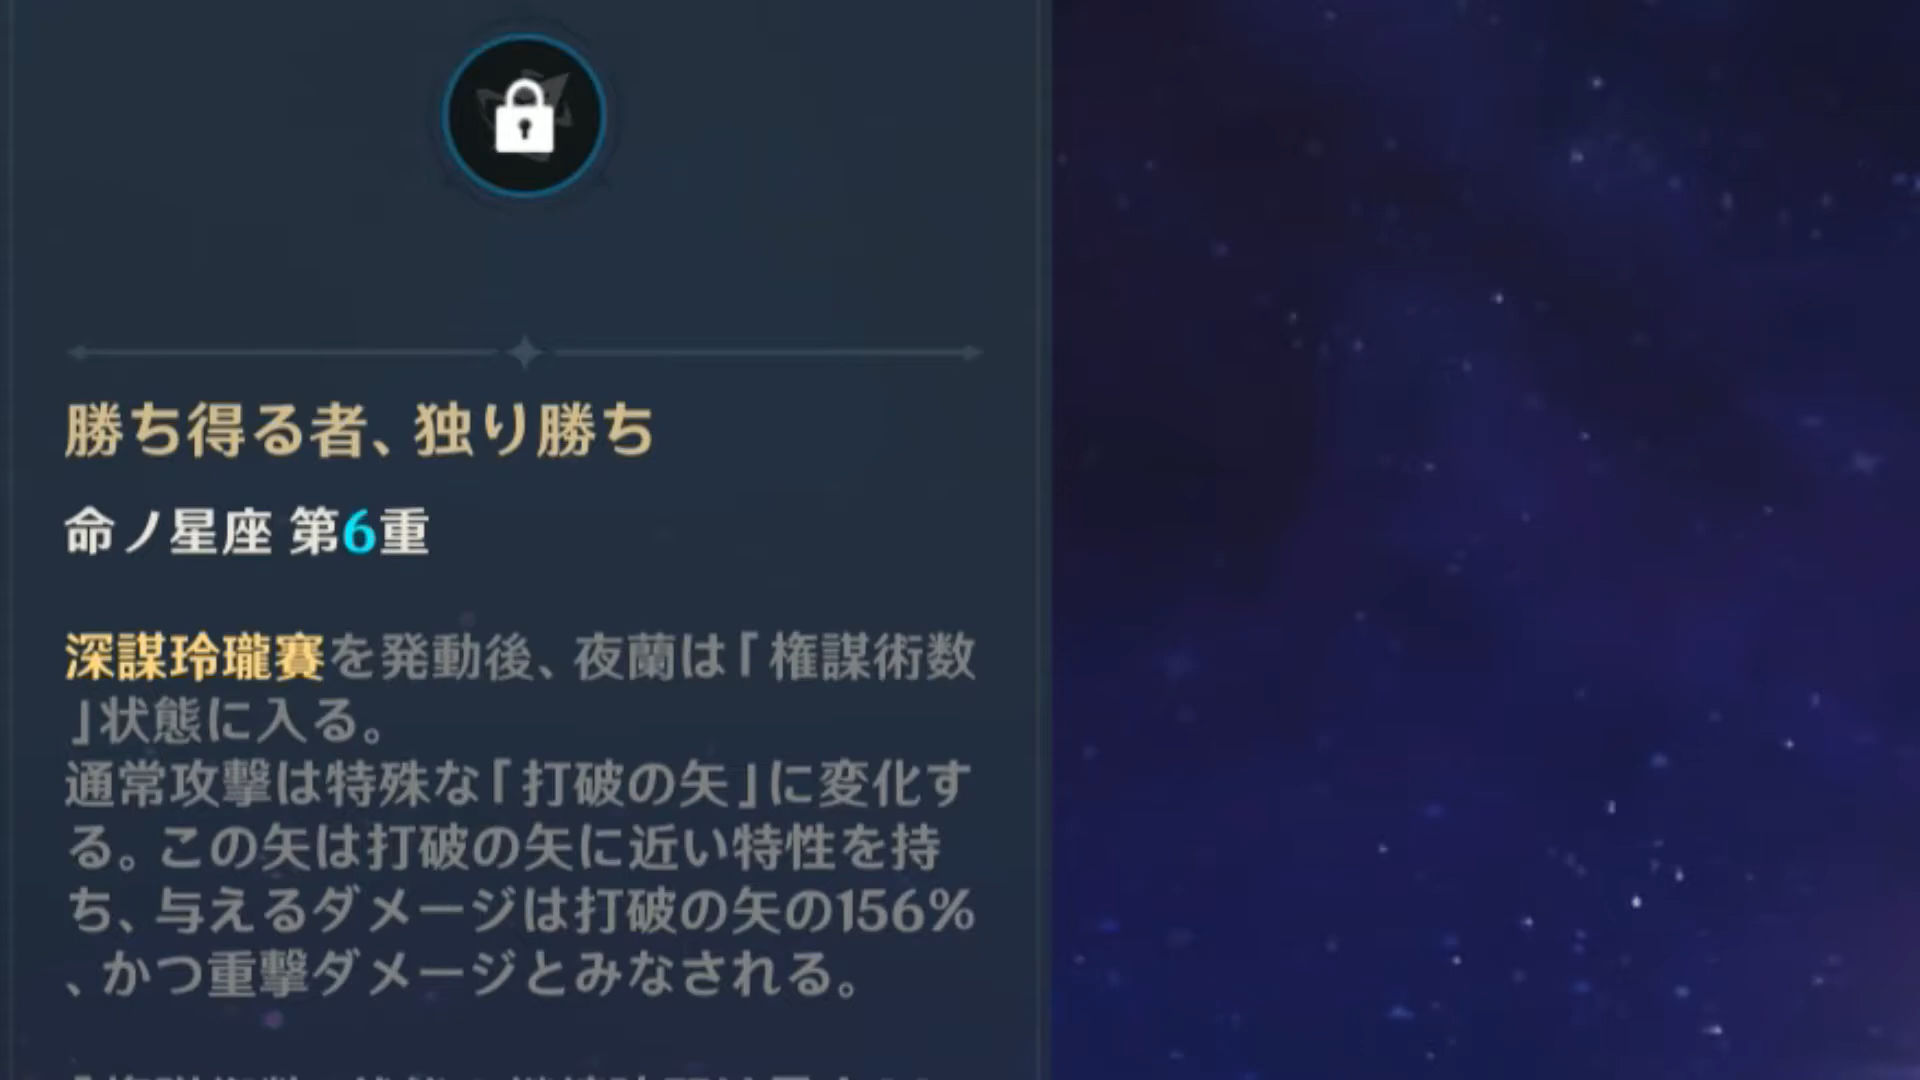 勝ち得る者、独り勝ち
命ノ星座 第6重
深謀玲瓏賽を発動後、夜蘭は「権謀術数
」状態に入る。
通常攻撃は特殊な「打破の矢」に変化す
る。この矢は打破の矢に近い特性を持
ち、与えるダメージは打破の矢の156%
、かつ重撃ダメージとみなされる。